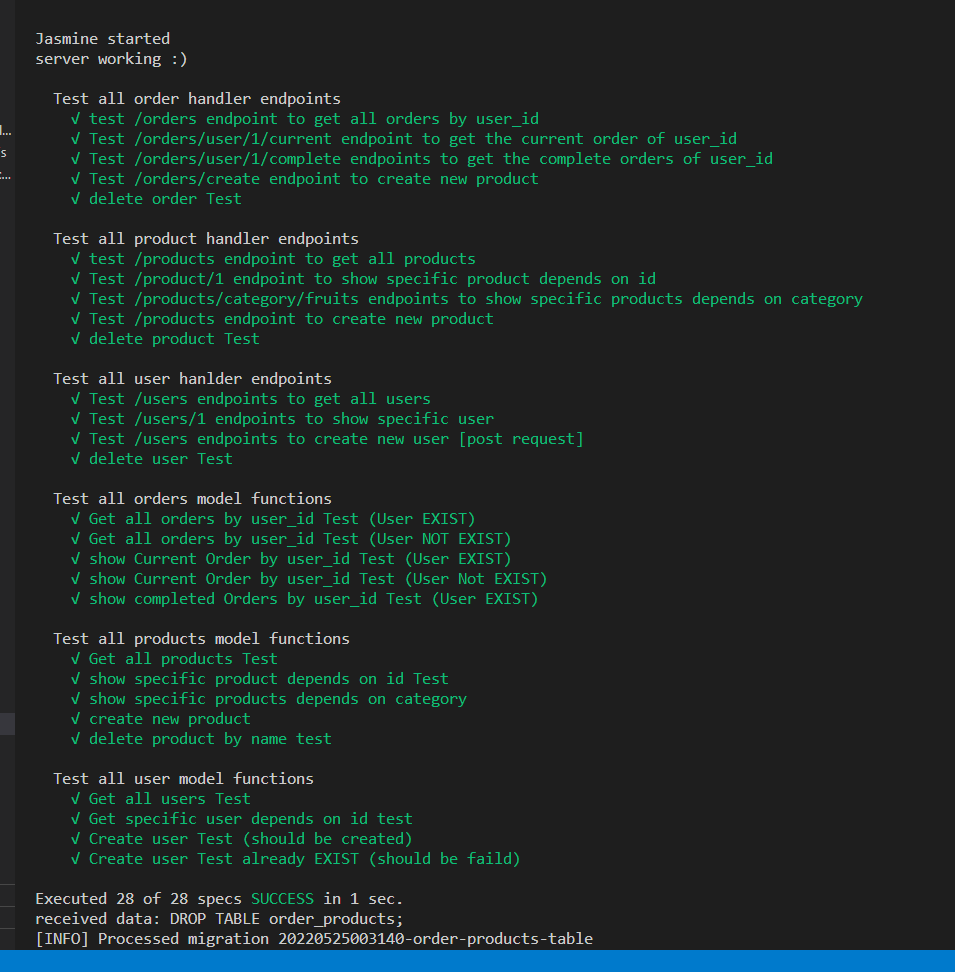 Jasmine started
server working :)
Test all order handler endpoints
√ test /orders endpoint to get all orders by user_id
√ Test /orders/user/1/current endpoint to get the current order of user_id
√ Test /orders/user/1/complete endpoints to get the complete orders of user_id
√ Test /orders/create endpoint to create new product
√ delete order Test
Test all product handler endpoints
√ test /products endpoint to get all products
√ Test /product/1 endpoint to show specific product depends on id
√ Test /products/category/fruits endpoints to show specific products depends on category
√ Test /products endpoint to create new product
√ delete product Test
Test all user hanlder endpoints
√ Test /users endpoints to get all users
√ Test /users/1 endpoints to show specific user
√ Test /users endpoints to create new user [post request]
√ delete user Test
Test all orders model functions
√ Get all orders by user_id Test (User EXIST)
√ Get all orders by user_id Test (User NOT EXIST)
√ show Current Order by user_id Test (User EXIST)
√ show Current Order by user_id Test (User Not EXIST)
√ show completed Orders by user_id Test (User EXIST)
Test all products model functions
√ Get all products Test
√ show specific product depends on id Test
√ show specific products depends on category
√ create new product
√ delete product by name test
Test all user model functions
√ Get all users Test
√ Get specific user depends on id test
√ Create user Test (should be created)
√ Create user Test already EXIST (should be faild)
Executed 28 of 28 specs SUCCESS in 1 sec.
received data: DROP TABLE order_products;
[INFO] Processed migration 20220525003140-order-products-table